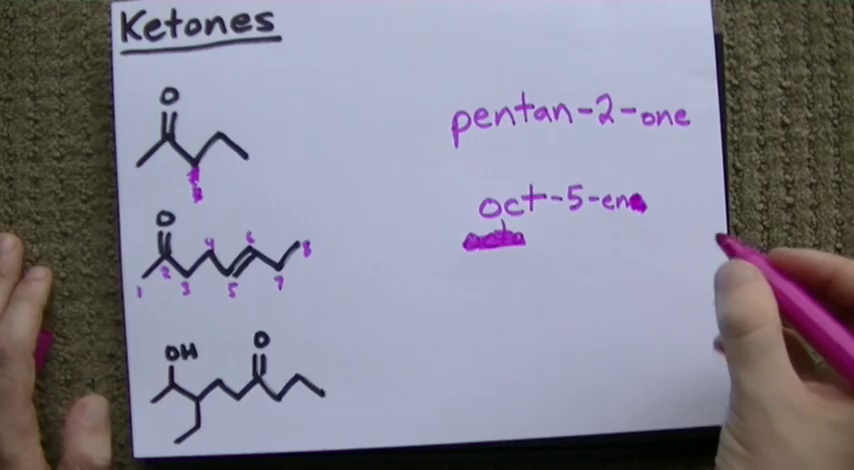 Ketones
O
pentan-2-one
oct-5-en
O
1 2 3 4 5 6 7 8
OH O